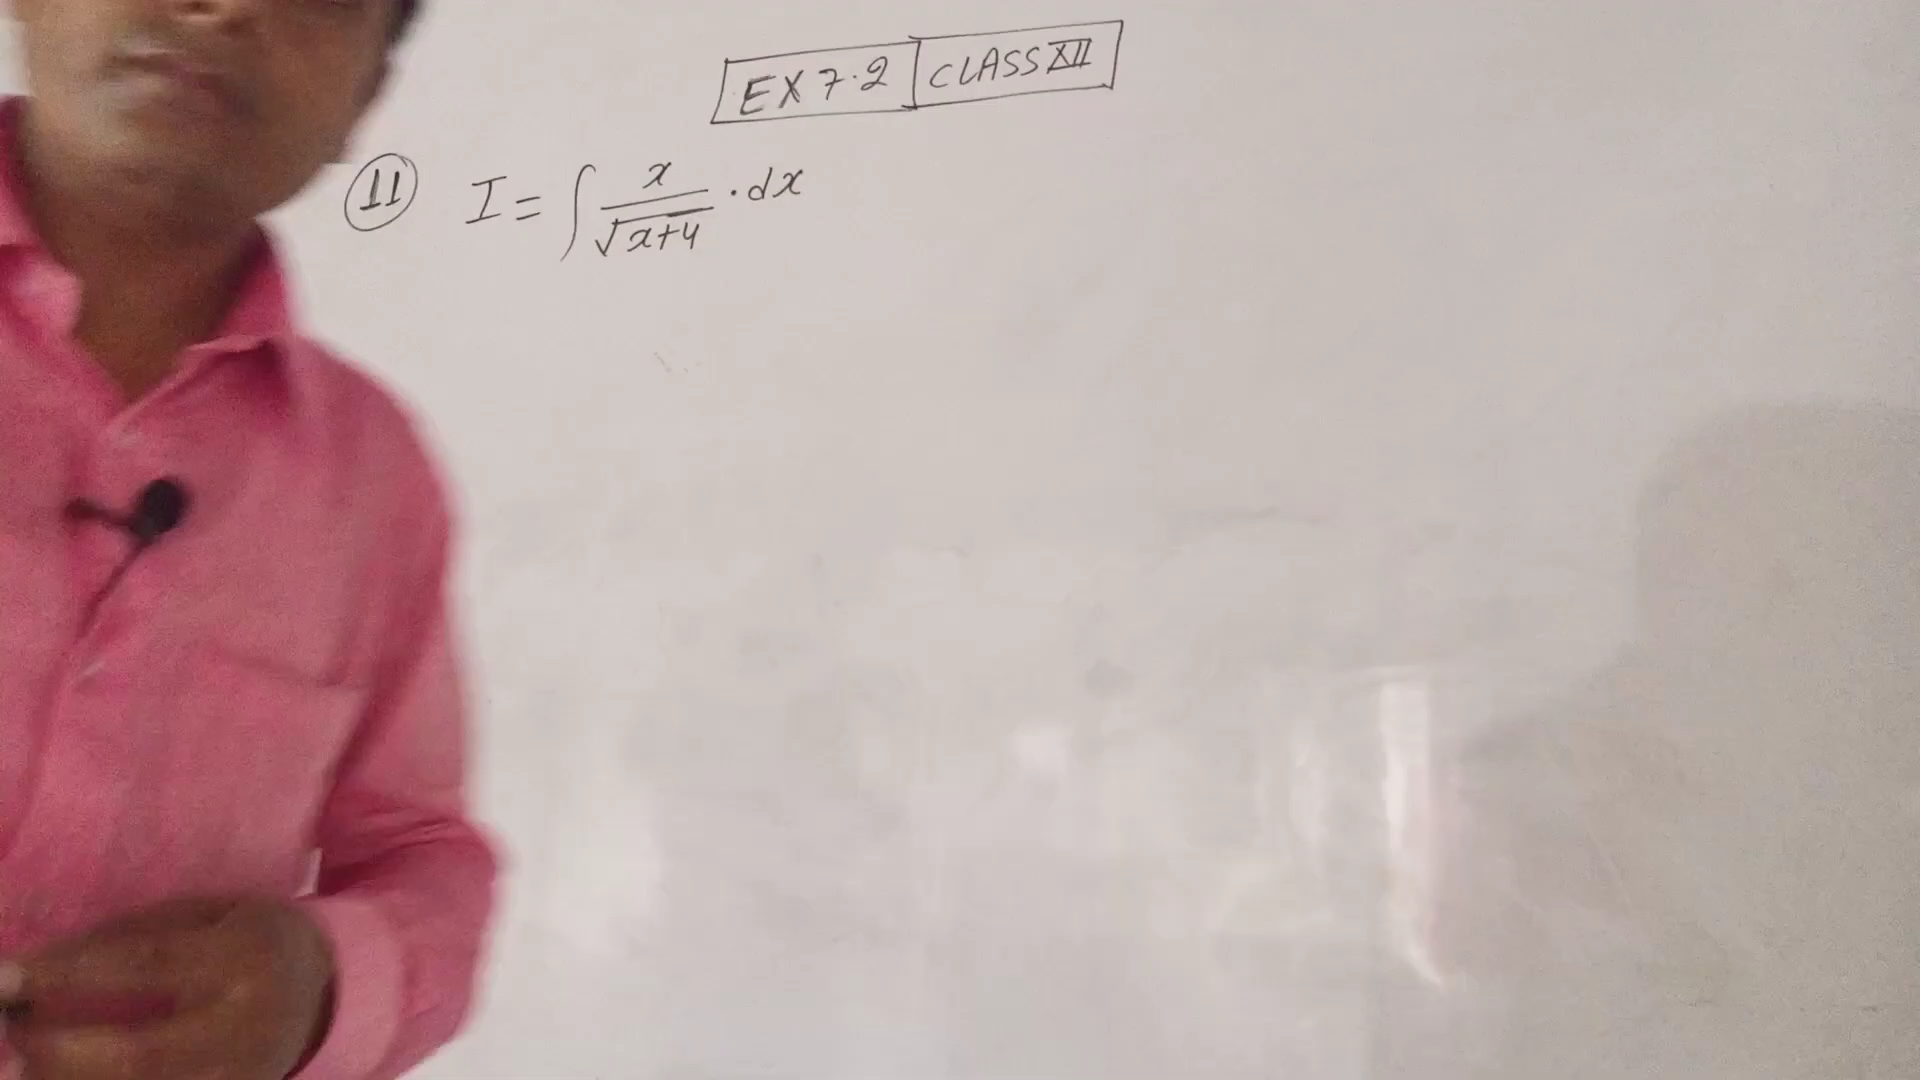 EX 7.2 CLASS XII
11 I = ∫ x/√x+4 . dx